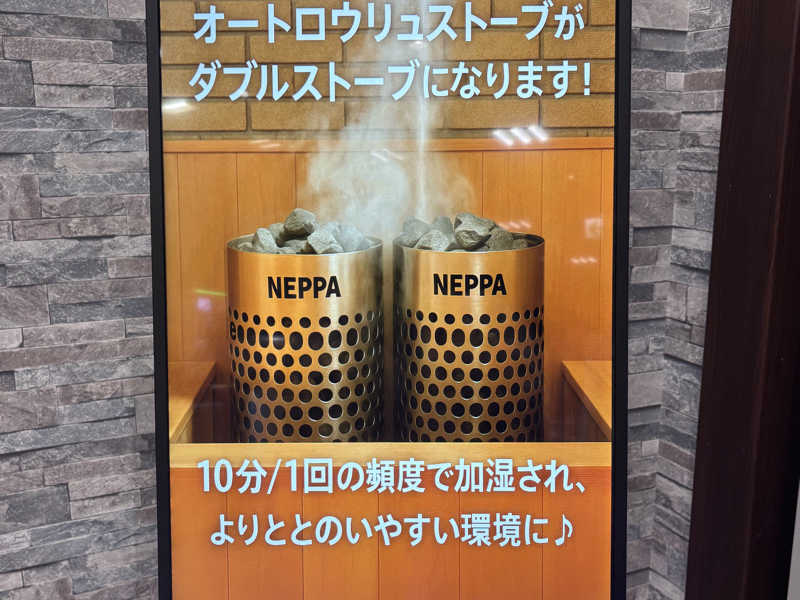 オートロウリュストーブが
ダブルストーブになります!
NEPPA NEPPA
10分/1回の頻度で加湿され、
よりととのいやすい環境に♪